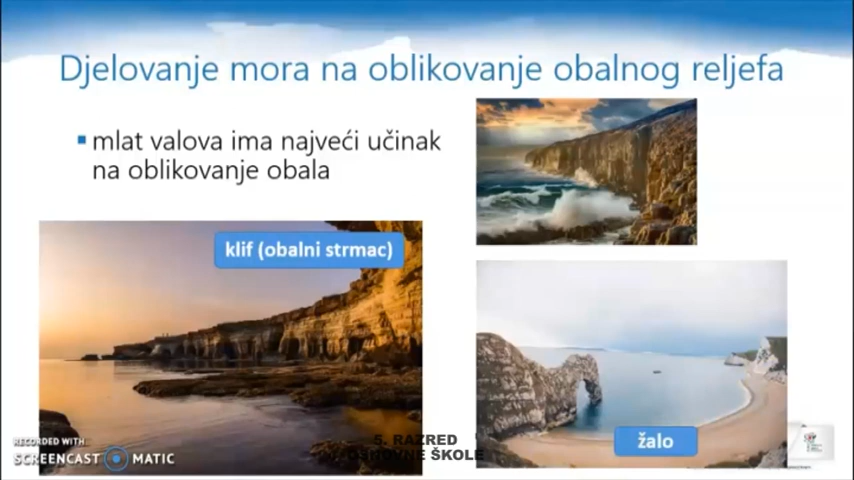 Djelovanje mora na oblikovanje obalnog reljefa
mlat valova ima najveći učinak
na oblikovanje obala
klif (obalni strmac)
žalo
5. RAZRED
OSNOVNE ŠKOLE
RECORDED WITH
SCREENCAST MATIC